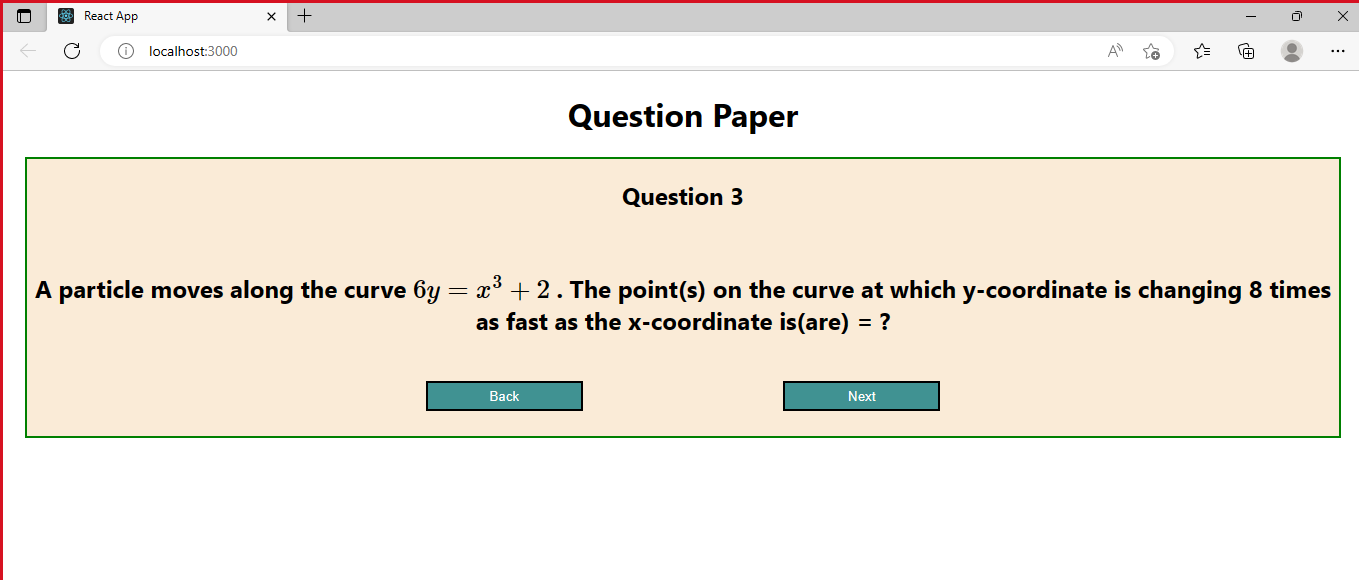 React App
localhost:3000
Question Paper
Question 3
A particle moves along the curve 6y = x³ + 2 . The point(s) on the curve at which y-coordinate is changing 8 times
as fast as the x-coordinate is(are) = ?
Back Next